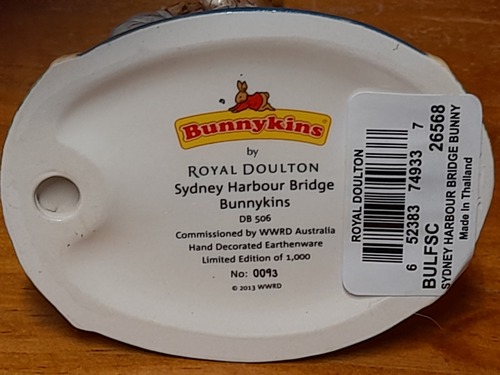 Bunnykins
by
ROYAL DOULTON
Sydney Harbour Bridge
Bunnykins
DB 506
Commissioned by WWRD Australia
Hand Decorated Earthenware
Limited Edition of 1,000
No: 0093
© 2013 WWRD
ROYAL DOULTON
6 52383 74933 7
BULFSC 26568
SYDNEY HARBOUR BRIDGE BUNNY
Made In Thailand